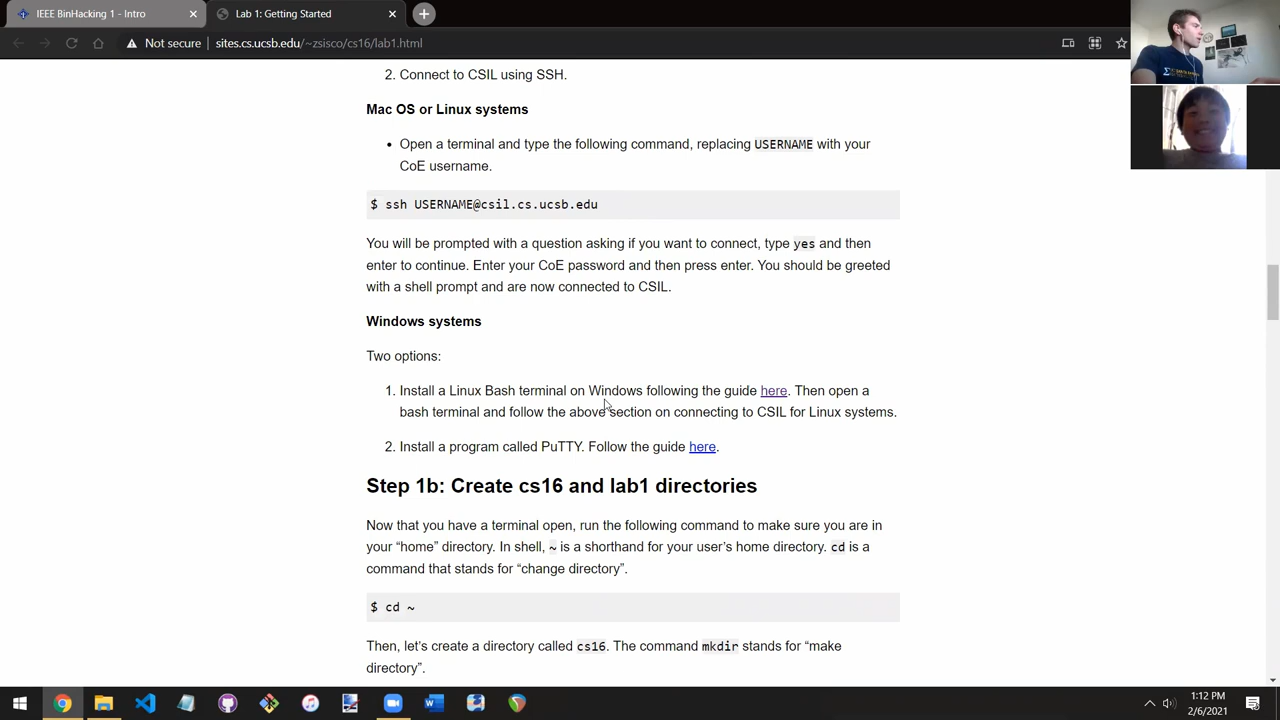 IEEE BinHacking 1 - Intro
Lab 1: Getting Started
Not secure
sites.cs.ucsb.edu/~zsisco/cs16/lab1.html
2. Connect to CSIL using SSH.
Mac OS or Linux systems
• Open a terminal and type the following command, replacing USERNAME with your
CoE username.
$ ssh USERNAME@csil.cs.ucsb.edu
You will be prompted with a question asking if you want to connect, type yes and then
enter to continue. Enter your CoE password and then press enter. You should be greeted
with a shell prompt and are now connected to CSIL.
Windows systems
Two options:
1. Install a Linux Bash terminal on Windows following the guide here. Then open a
bash terminal and follow the above section on connecting to CSIL for Linux systems.
2. Install a program called PuTTY. Follow the guide here.
Step 1b: Create cs16 and lab1 directories
Now that you have a terminal open, run the following command to make sure you are in
your “home” directory. In shell, ~ is a shorthand for your user’s home directory. cd is a
command that stands for “change directory”.
$ cd ~
Then, let’s create a directory called cs16. The command mkdir stands for “make
directory”.
1:12 PM
2/6/2021